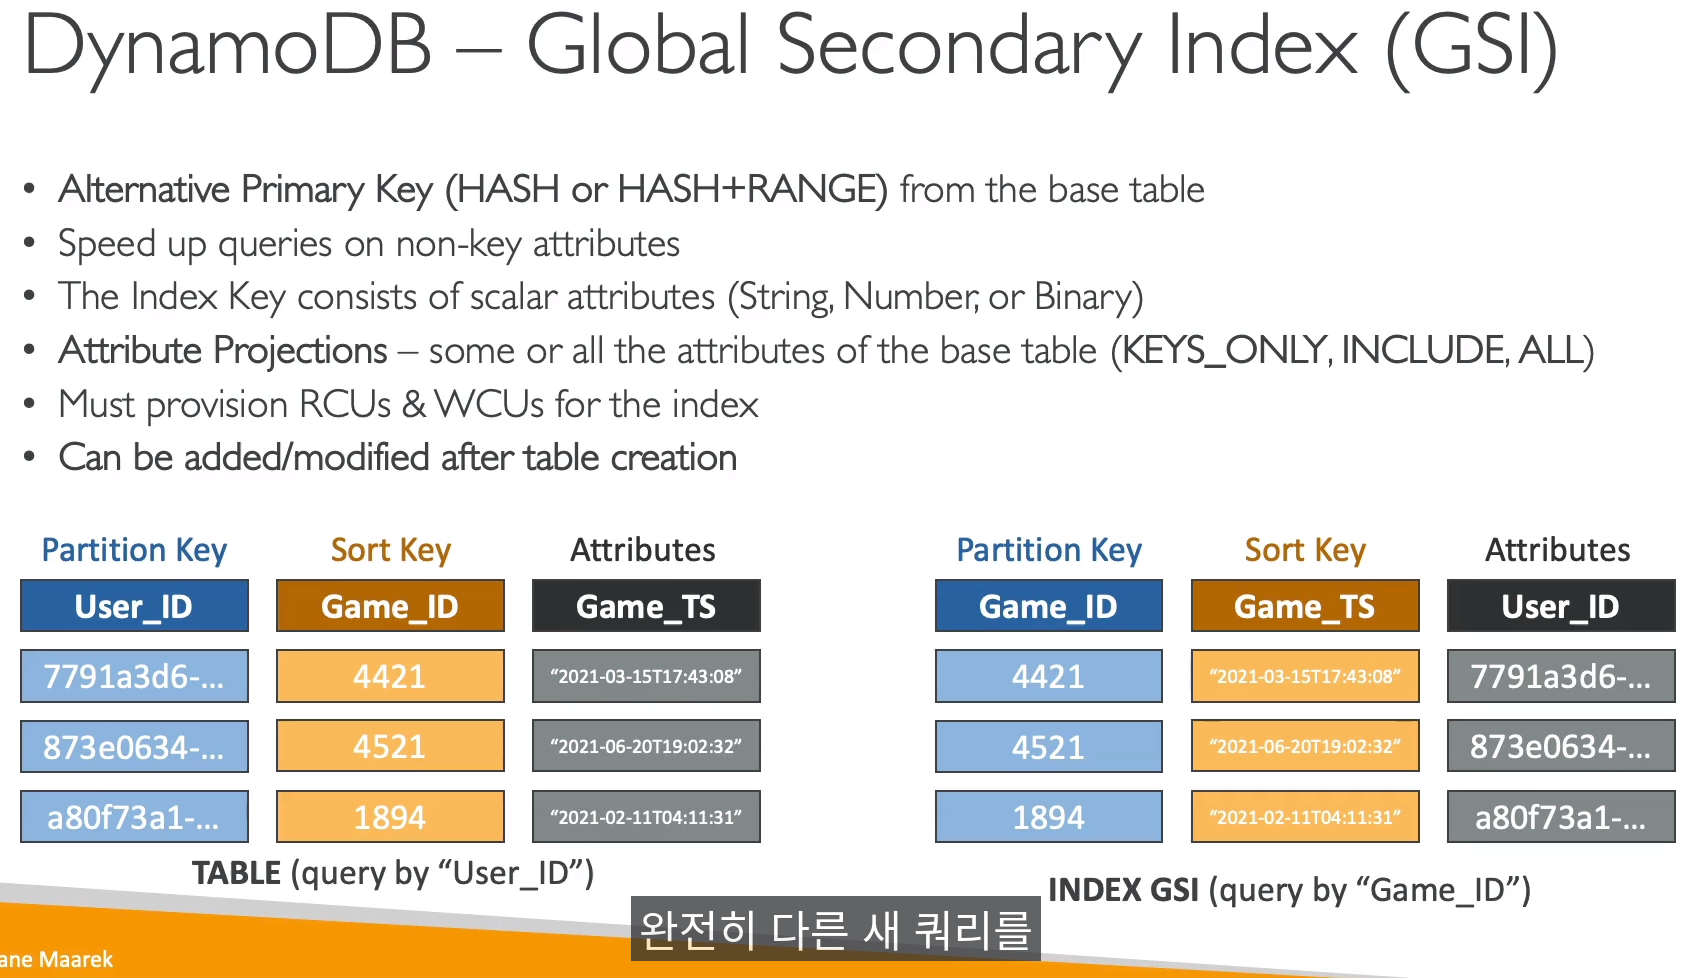 DynamoDB – Global Secondary Index (GSI)
• Alternative Primary Key (HASH or HASH+RANGE) from the base table
• Speed up queries on non-key attributes
• The Index Key consists of scalar attributes (String, Number, or Binary)
• Attribute Projections – some or all the attributes of the base table (KEYS_ONLY, INCLUDE, ALL)
• Must provision RCUs & WCUs for the index
• Can be added/modified after table creation
Partition Key Sort Key Attributes
User_ID Game_ID Game_TS
7791a3d6-... 4421 “2021-03-15T17:43:08”
873e0634-... 4521 “2021-06-20T19:02:32”
a80f73a1-... 1894 “2021-02-11T04:11:31”
TABLE (query by “User_ID”)
Partition Key Sort Key Attributes
Game_ID Game_TS User_ID
4421 “2021-03-15T17:43:08” 7791a3d6-...
4521 “2021-06-20T19:02:32” 873e0634-...
1894 “2021-02-11T04:11:31” a80f73a1-...
INDEX GSI (query by “Game_ID”)
완전히 다른 새 쿼리를
ane Maarek